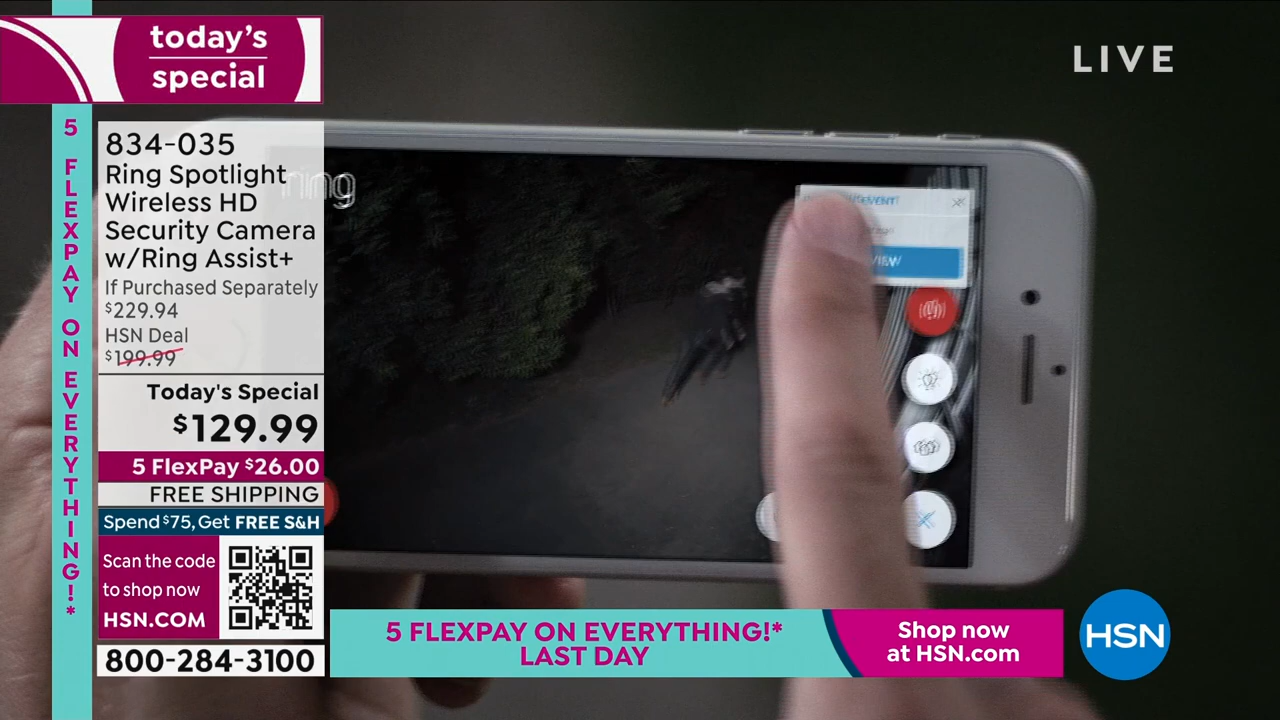 today's
special
LIVE
5 FLEXPAY ON EVERYTHING!*
834-035
Ring Spotlight
Wireless HD
Security Camera
w/Ring Assist+
If Purchased Separately
$229.94
HSN Deal
$199.99
Today's Special
$129.99
5 FlexPay $26.00
FREE SHIPPING
Spend $75, Get FREE S&H
Scan the code
to shop now
HSN.COM
800-284-3100
ring
EVENT
VIEW
5 FLEXPAY ON EVERYTHING!*
LAST DAY
Shop now
at HSN.com
HSN